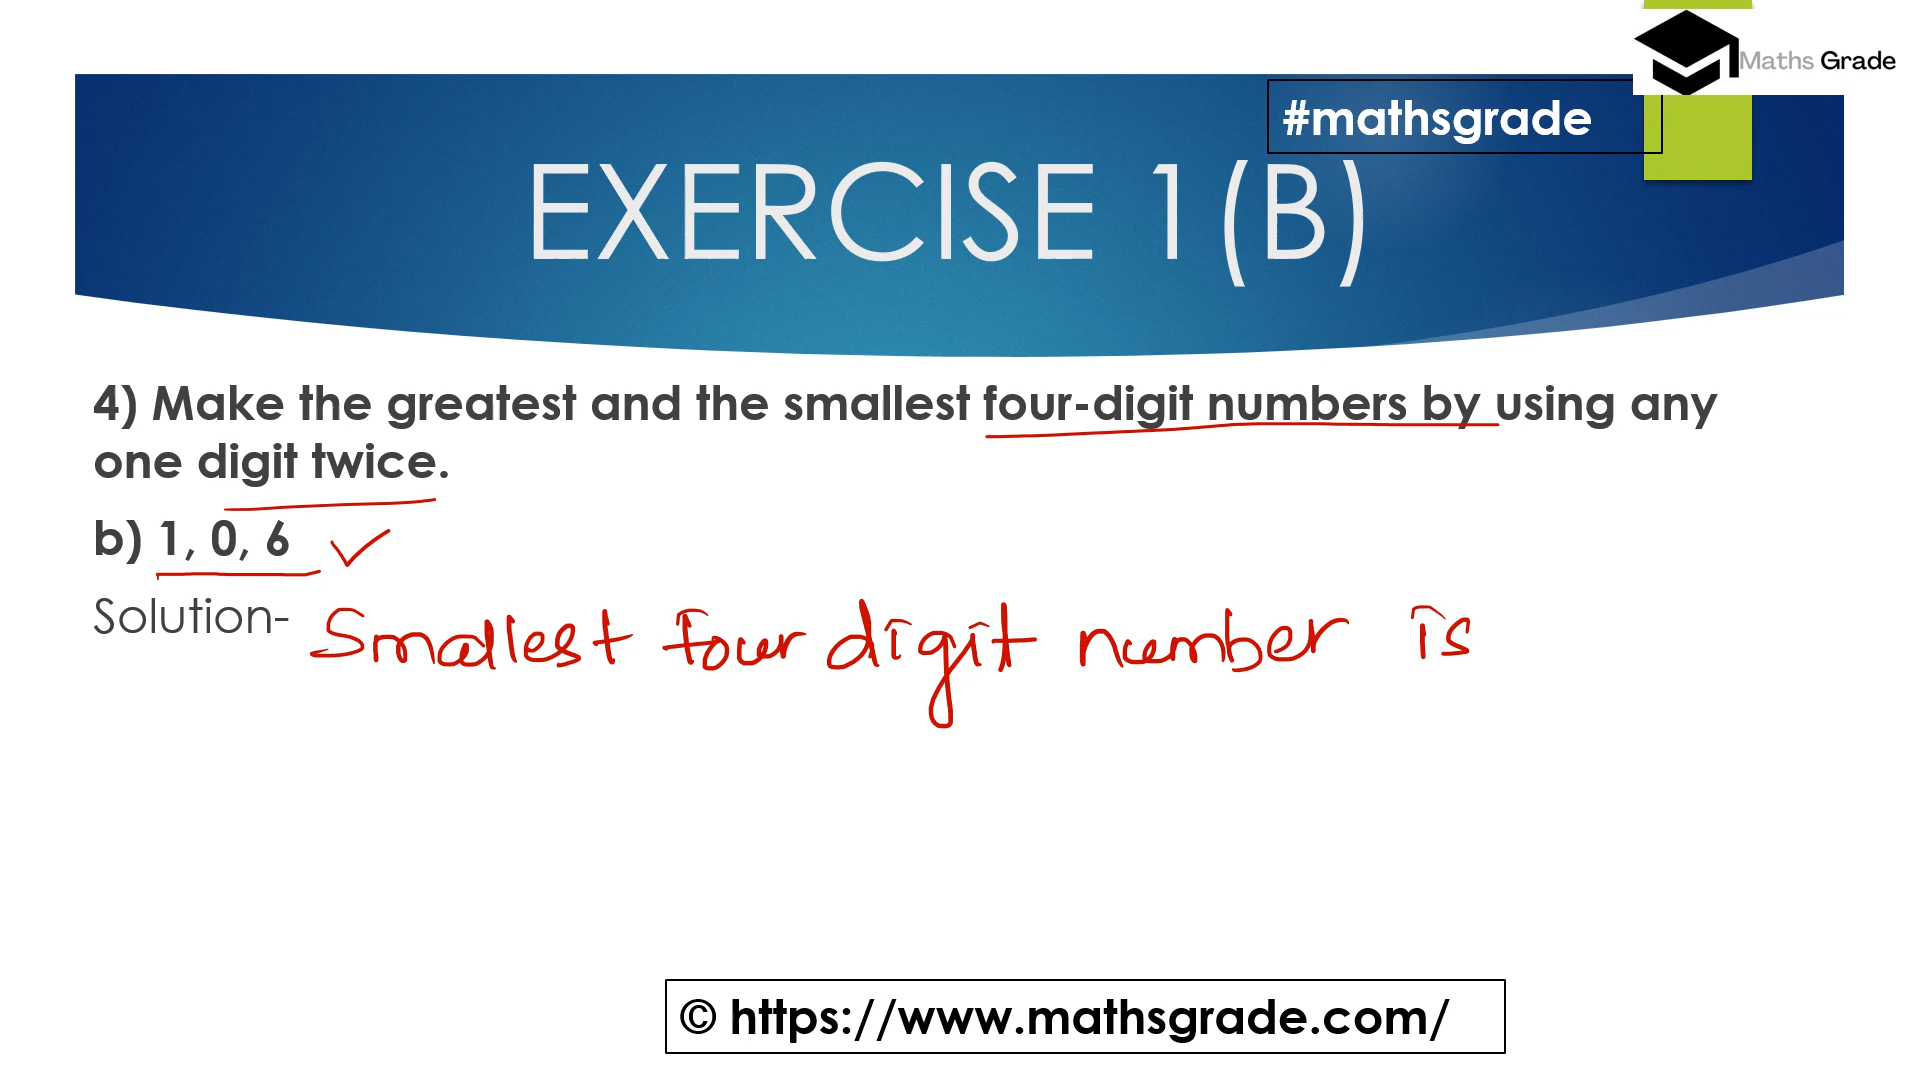 Maths Grade
#mathsgrade
EXERCISE 1(B)
4) Make the greatest and the smallest four-digit numbers by using any
one digit twice.
b) 1, 0, 6
Solution- Smallest four digit number is
© https://www.mathsgrade.com/